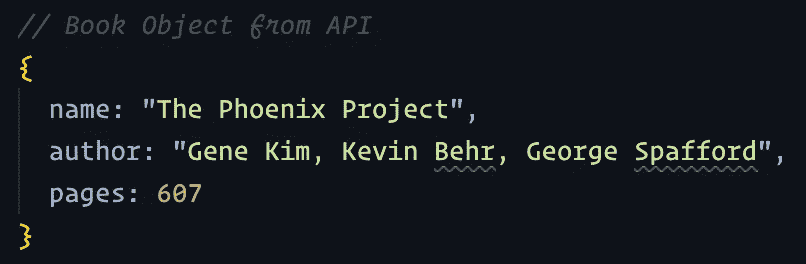 // Book Object from API
{
name: "The Phoenix Project",
author: "Gene Kim, Kevin Behr, George Spafford",
pages: 607
}